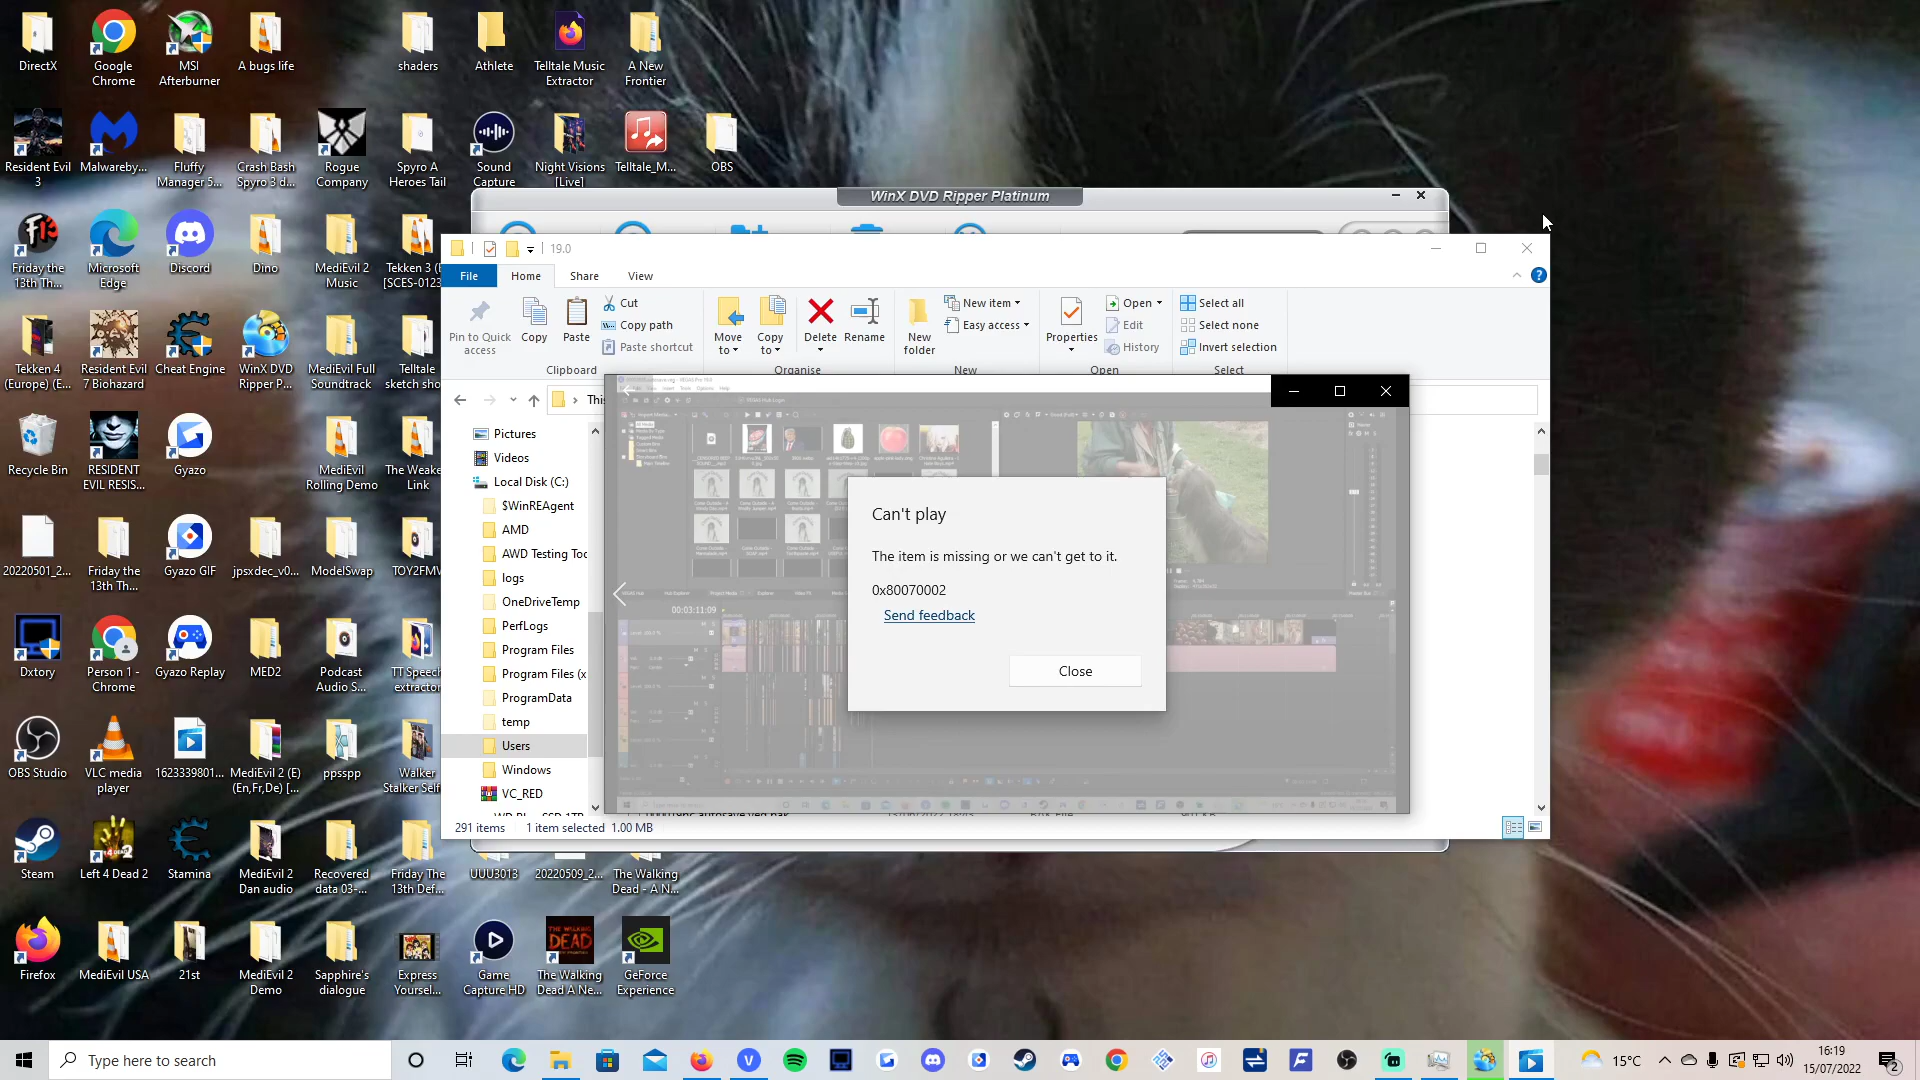 DirectX
Google Chrome
MSI Afterburner
A bugs life
shaders
Athlete
Telltale Music Extractor
A New Frontier
Resident Evil 3
Malwareby...
Fluffy Manager 5...
Crash Bash Spyro 3 d...
Rogue Company
Spyro A Heroes Tail
Sound Capture
Night Visions [Live]
Telltale_M...
OBS
WinX DVD Ripper Platinum
Friday the 13th Th...
Microsoft Edge
Discord
Dino
MediEvil 2 Music
Tekken 3 (E
[SCES-0123
19.0
File
Home
Share
View
Pin to Quick access
Copy
Paste
Cut
Copy path
Paste shortcut
Clipboard
Move to
Copy to
Delete
Rename
Organise
New folder
New item
Easy access
New
Properties
Open
Edit
History
Open
Select all
Select none
Invert selection
Select
Tekken 4 (Europe) (E...
Resident Evil 7 Biohazard
Cheat Engine
WinX DVD Ripper P...
MediEvil Full Soundtrack
Telltale sketch sho
This
Recycle Bin
RESIDENT EVIL RESIS...
Gyazo
MediEvil Rolling Demo
The Weake Link
Pictures
Videos
Local Disk (C:)
$WinREAgent
AMD
AWD Testing Too
logs
OneDriveTemp
PerfLogs
Program Files
Program Files (x
ProgramData
temp
Users
Windows
VC_RED
00:03:11:09
Can't play
The item is missing or we can't get to it.
0x80070002
Send feedback
Close
20220501_2...
Friday the 13th Th...
Gyazo GIF
jpsxdec_v0...
ModelSwap
TOY2FMV
Dxtory
Person 1 - Chrome
Gyazo Replay
MED2
Podcast Audio S...
TT Speech extractor
OBS Studio
VLC media player
1623339801...
MediEvil 2 (E) (En,Fr,De) [...
ppsspp
Walker Stalker Self
291 items
1 item selected 1.00 MB
Steam
Left 4 Dead 2
Stamina
MediEvil 2 Dan audio
Recovered data 03-...
Friday The 13th Def...
UUU3013
20220509_2...
The Walking Dead - A N...
Firefox
MediEvil USA
21st
MediEvil 2 Demo
Sapphire's dialogue
Express Yoursel...
Game Capture HD
The Walking Dead A Ne...
GeForce Experience
Type here to search
15°C
16:19
15/07/2022
2